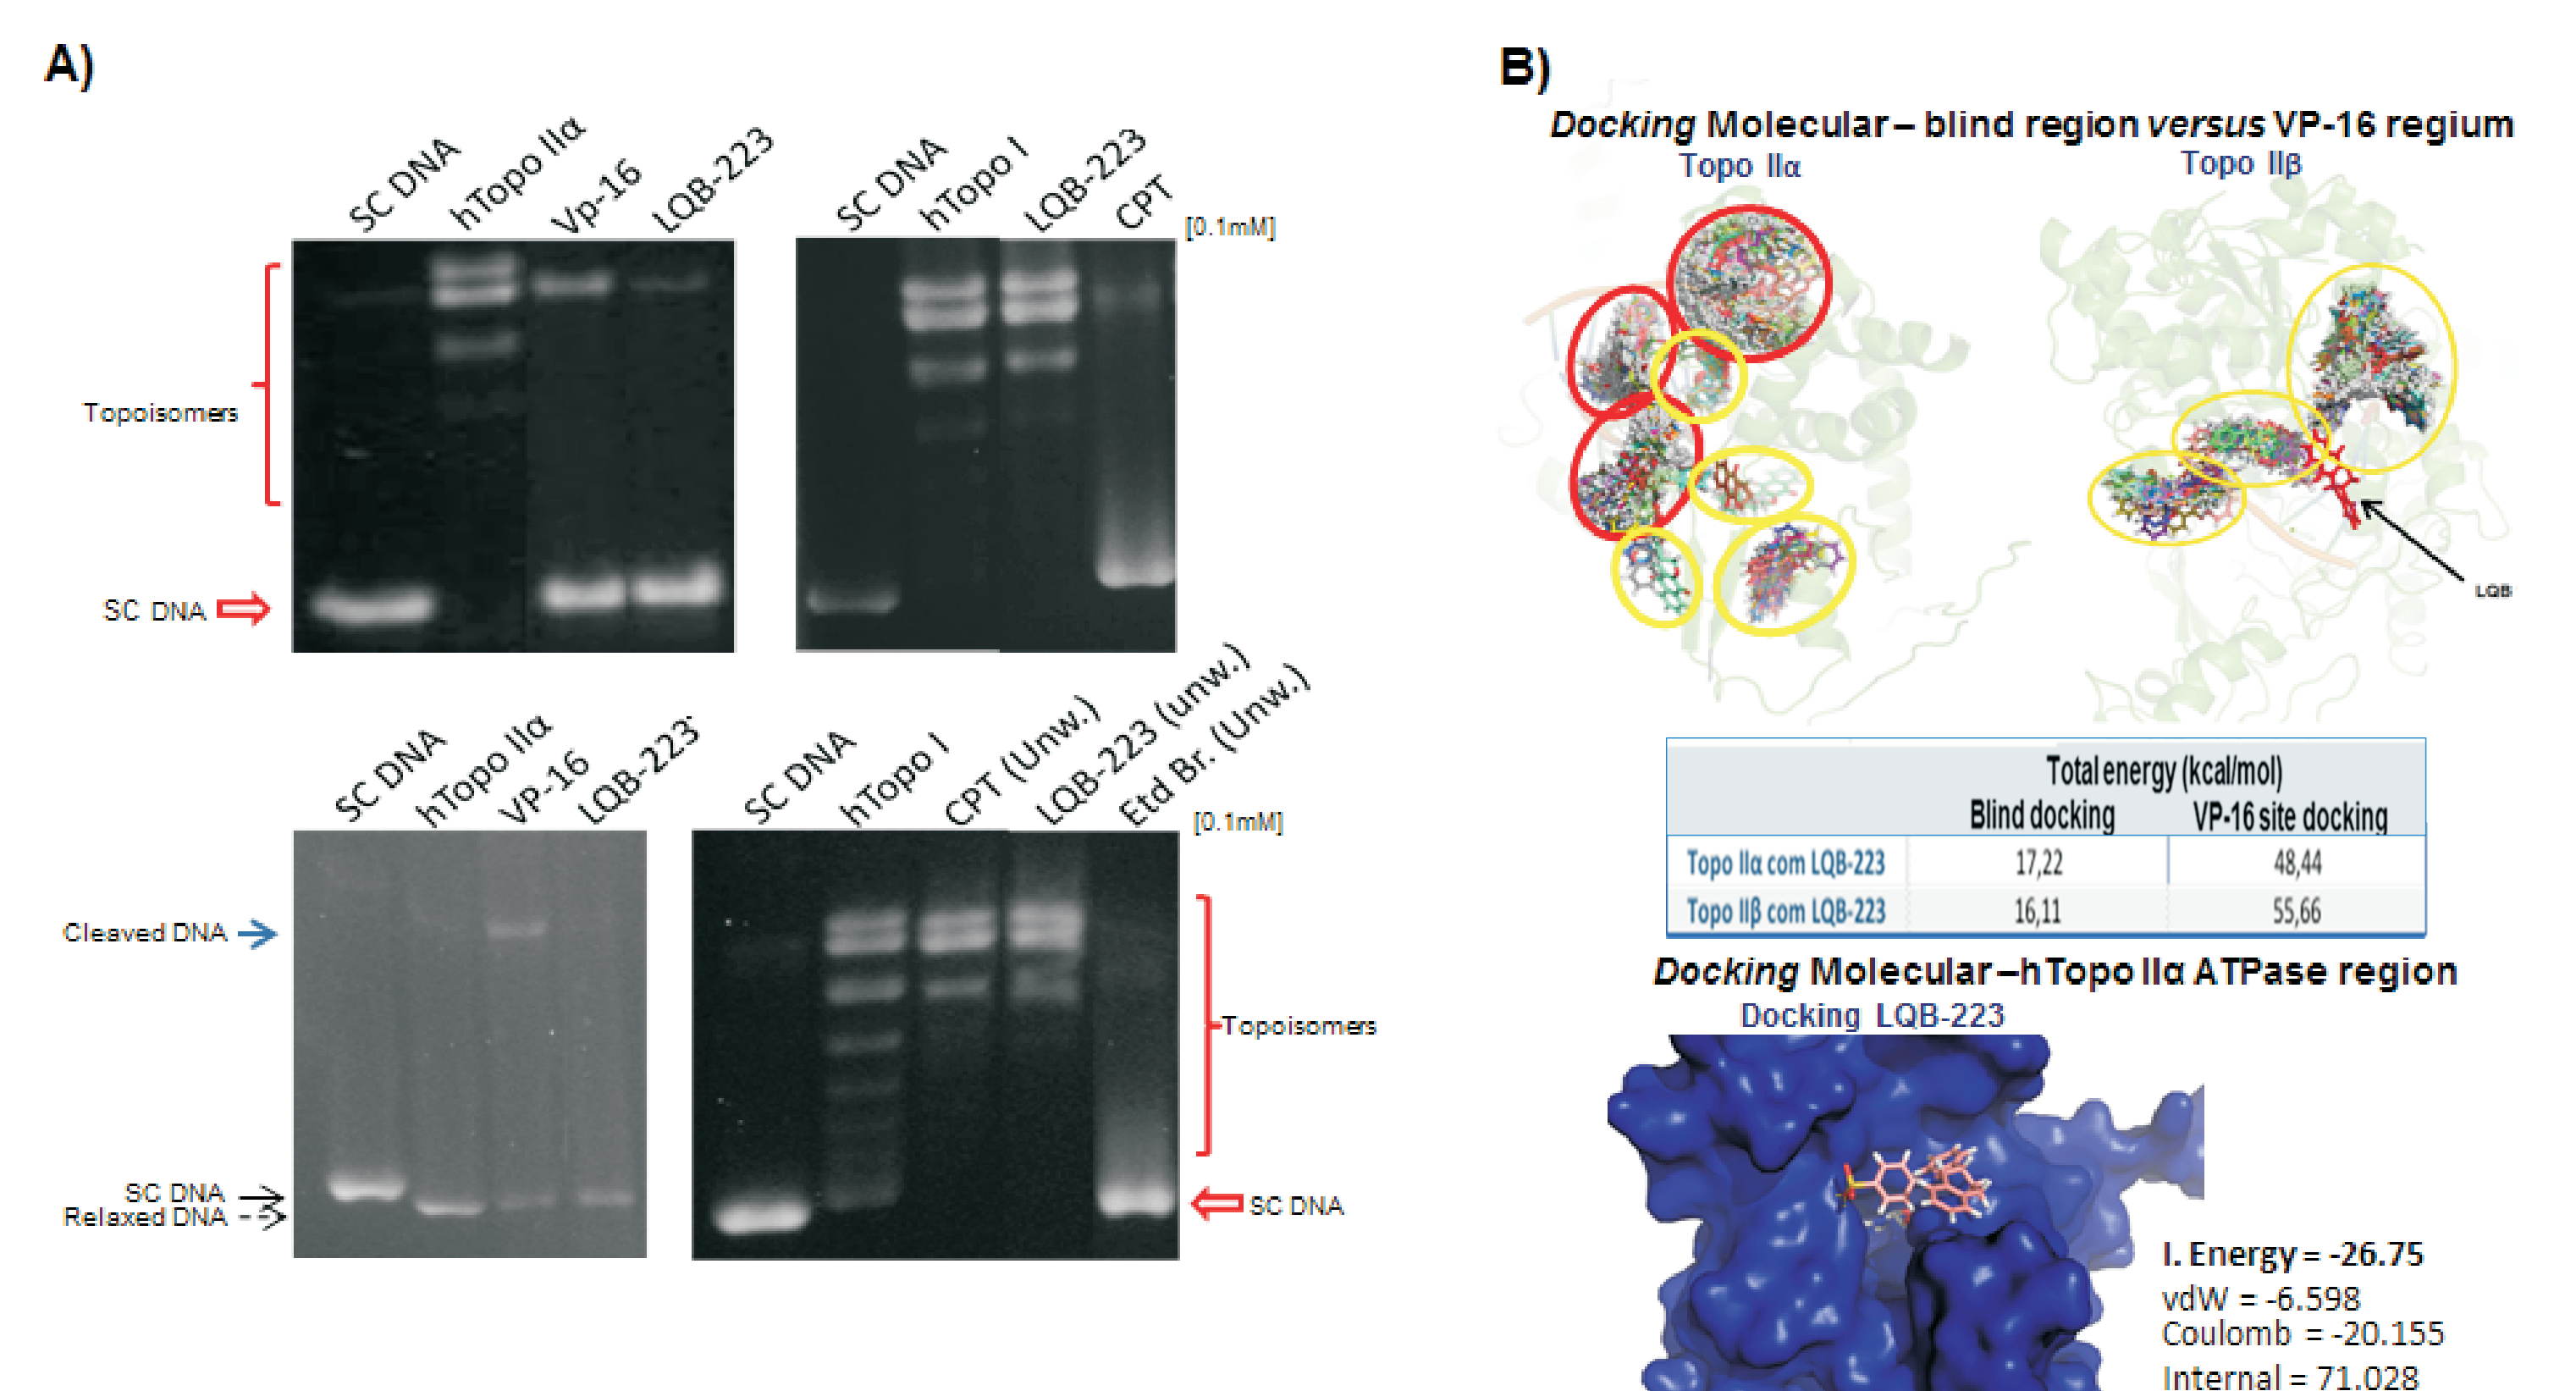 A)
SC DNA
hTopo IIα
Vp-16
LQB-223
SC DNA
hTopo I
LQB-223
CPT
[0.1mM]
Topoisomers
SC DNA
SC DNA
hTopo IIα
VP-16
LQB-223
SC DNA
hTopo I
CPT (Unw.)
LQB-223 (unw.)
Etd Br. (Unw.)
[0.1mM]
Cleaved DNA
SC DNA
Relaxed DNA
Topoisomers
SC DNA
B)
Docking Molecular – blind region versus VP-16 regium
Topo IIα
Topo IIβ
LQB
Total energy (kcal/mol)
Blind docking VP-16 site docking
Topo IIα com LQB-223 17,22 48,44
Topo IIβ com LQB-223 16,11 55,66
Docking Molecular –hTopo IIα ATPase region
Docking LQB-223
I. Energy = -26.75
vdW = -6.598
Coulomb = -20.155
Internal = 71.028